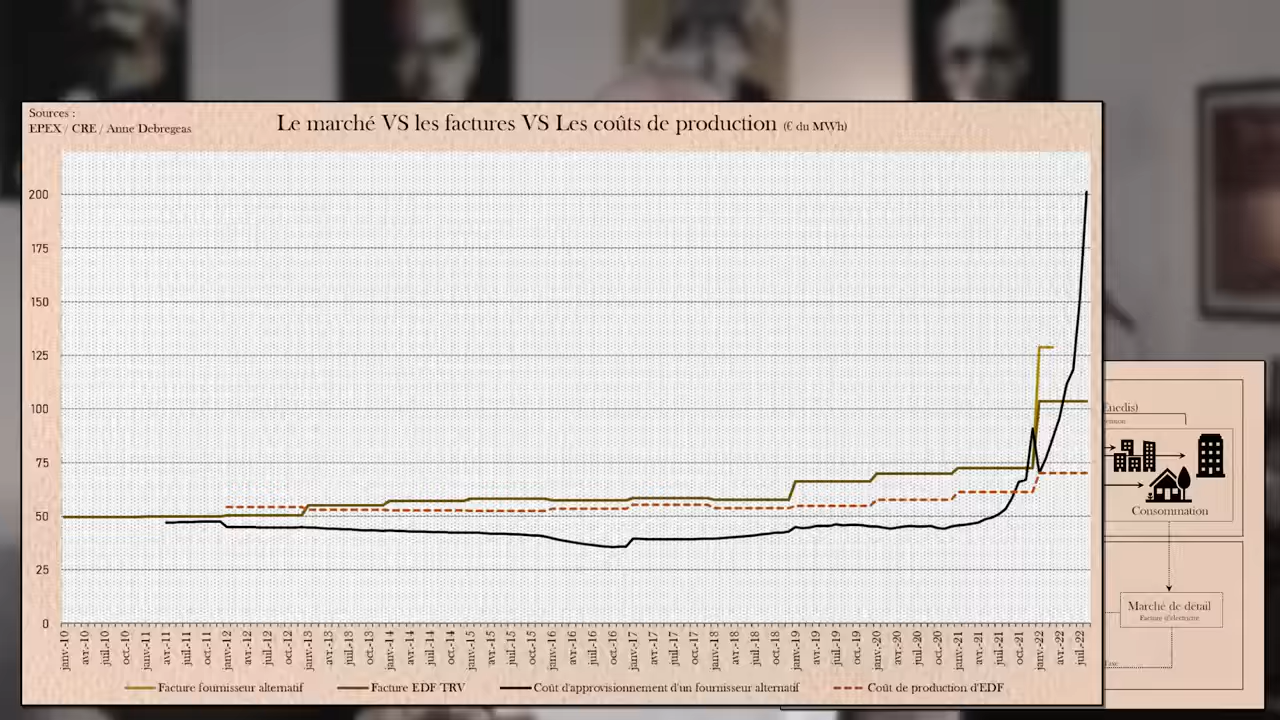 Sources :
EPEX / CRE / Anne Debregeas
Le marché VS les factures VS Les coûts de production (€ du MWh)
200
175
150
125
100
75
50
25
0
janv.-10
avr.-10
juil.-10
oct.-10
janv.-11
avr.-11
juil.-11
oct.-11
janv.-12
avr.-12
juil.-12
oct.-12
janv.-13
avr.-13
juil.-13
oct.-13
janv.-14
avr.-14
juil.-14
oct.-14
janv.-15
avr.-15
juil.-15
oct.-15
janv.-16
avr.-16
juil.-16
oct.-16
janv.-17
avr.-17
juil.-17
oct.-17
janv.-18
avr.-18
juil.-18
oct.-18
janv.-19
avr.-19
juil.-19
oct.-19
janv.-20
avr.-20
juil.-20
oct.-20
janv.-21
avr.-21
juil.-21
oct.-21
janv.-22
avr.-22
juil.-22
Facture fournisseur alternatif
Facture EDF TRV
Coût d'approvisionnement d'un fournisseur alternatif
Coût de production d'EDF
Enedis)
Consommation
Marché de détail
Facture d'électricité